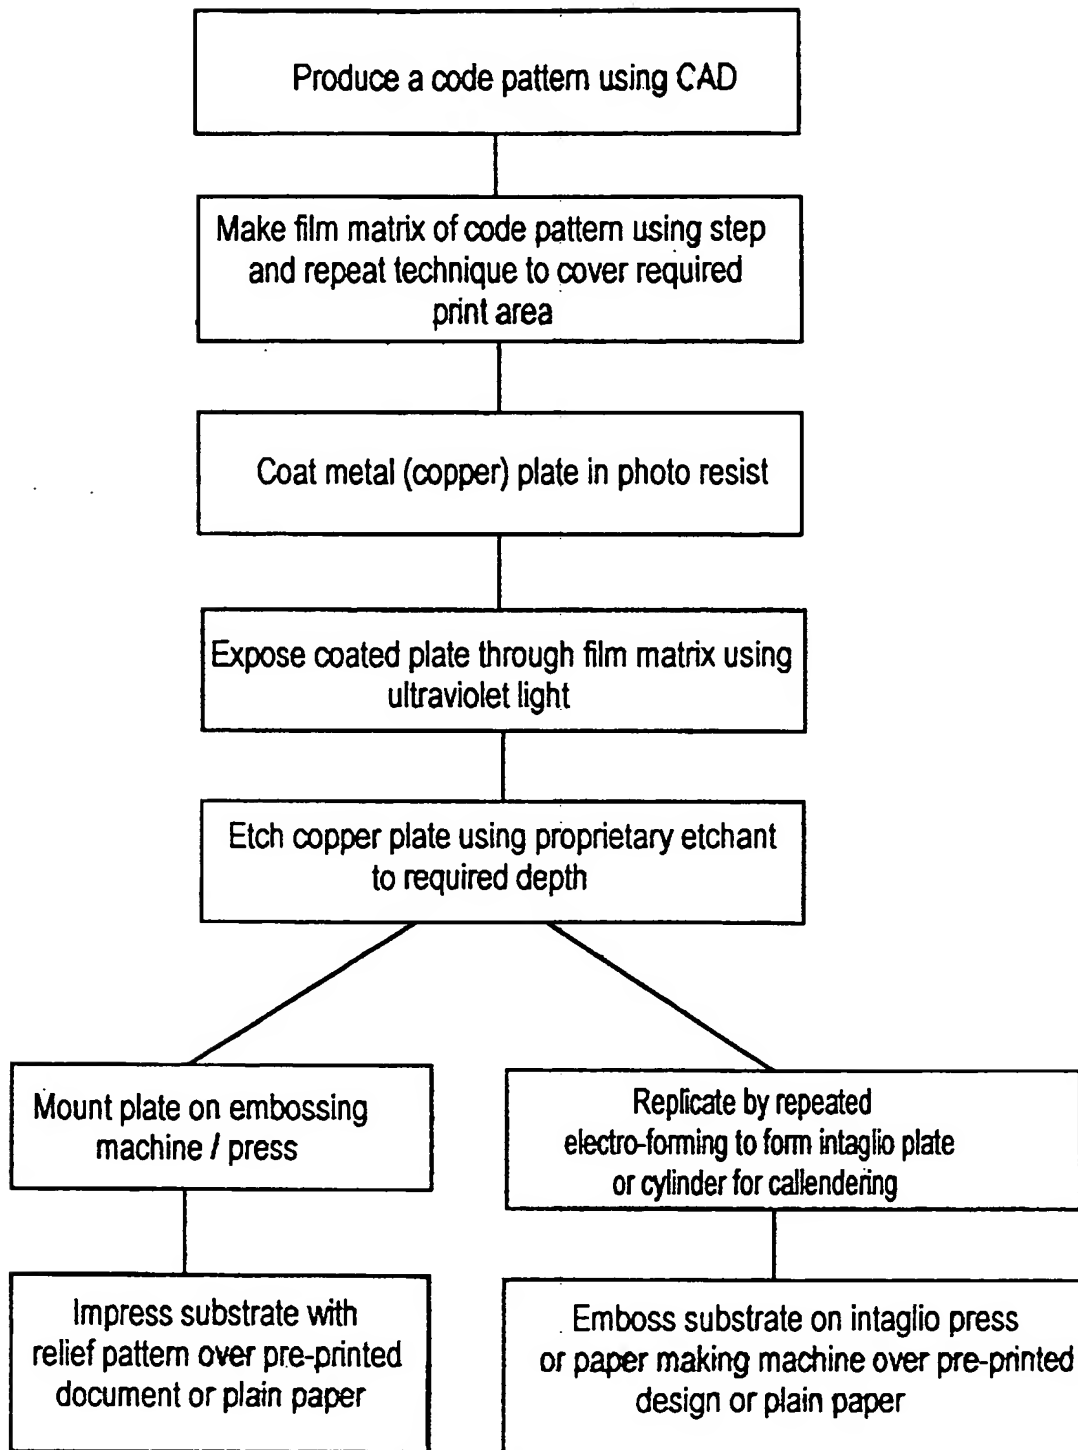 Produce a code pattern using CAD
Make film matrix of code pattern using step
and repeat technique to cover required
print area
Coat metal (copper) plate in photo resist
Expose coated plate through film matrix using
ultraviolet light
Etch copper plate using proprietary etchant
to required depth
Mount plate on embossing
machine / press
Replicate by repeated
electro-forming to form intaglio plate
or cylinder for callendering
Impress substrate with
relief pattern over pre-printed
document or plain paper
Emboss substrate on intaglio press
or paper making machine over pre-printed
design or plain paper